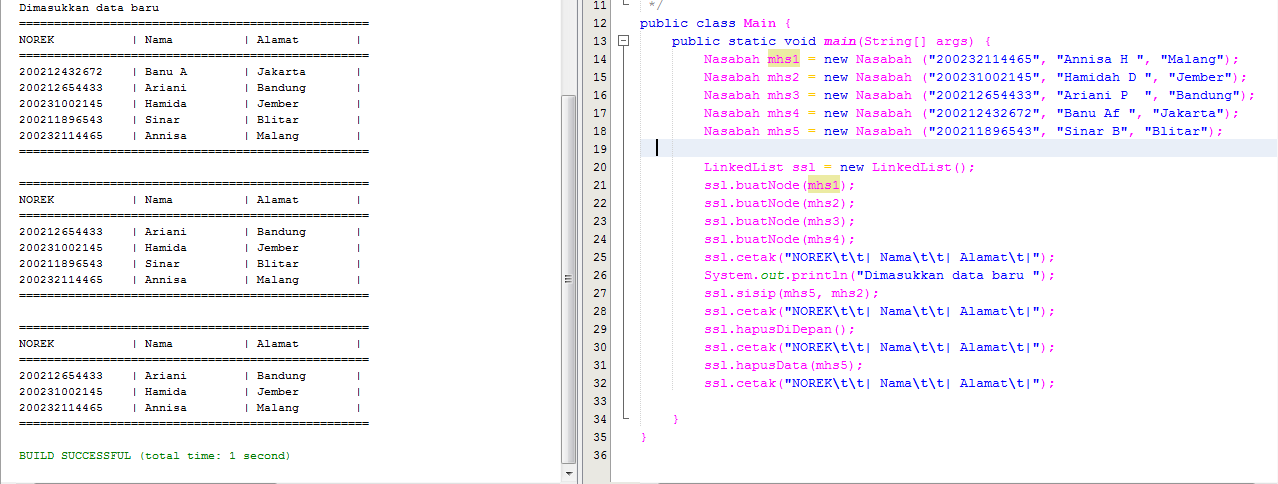 Dimasukkan data baru
==================================================
NOREK | Nama | Alamat |
==================================================
200212432672 | Banu A | Jakarta
200212654433 | Ariani | Bandung
200231002145 | Hamida | Jember
200211896543 | Sinar | Blitar
200232114465 | Annisa | Malang
==================================================
==================================================
NOREK | Nama | Alamat |
==================================================
200212654433 | Ariani | Bandung
200231002145 | Hamida | Jember
200211896543 | Sinar | Blitar
200232114465 | Annisa | Malang
==================================================
==================================================
NOREK | Nama | Alamat |
==================================================
200212654433 | Ariani | Bandung
200231002145 | Hamida | Jember
200232114465 | Annisa | Malang
==================================================
BUILD SUCCESSFUL (total time: 1 second)
11 */
12 public class Main {
13 public static void main(String[] args) {
14 Nasabah mhs1 = new Nasabah ("200232114465", "Annisa H ", "Malang");
15 Nasabah mhs2 = new Nasabah ("200231002145", "Hamidah D ", "Jember");
16 Nasabah mhs3 = new Nasabah ("200212654433", "Ariani P  ", "Bandung");
17 Nasabah mhs4 = new Nasabah ("200212432672", "Banu Af ", "Jakarta");
18 Nasabah mhs5 = new Nasabah ("200211896543", "Sinar B", "Blitar");
19
20 LinkedList ssl = new LinkedList();
21 ssl.buatNode(mhs1);
22 ssl.buatNode(mhs2);
23 ssl.buatNode(mhs3);
24 ssl.buatNode(mhs4);
25 ssl.cetak("NOREK\t\t| Nama\t\t| Alamat\t|");
26 System.out.println("Dimasukkan data baru ");
27 ssl.sisip(mhs5, mhs2);
28 ssl.cetak("NOREK\t\t| Nama\t\t| Alamat\t|");
29 ssl.hapusDiDepan();
30 ssl.cetak("NOREK\t\t| Nama\t\t| Alamat\t|");
31 ssl.hapusData(mhs5);
32 ssl.cetak("NOREK\t\t| Nama\t\t| Alamat\t|");
33
34 }
35 }
36